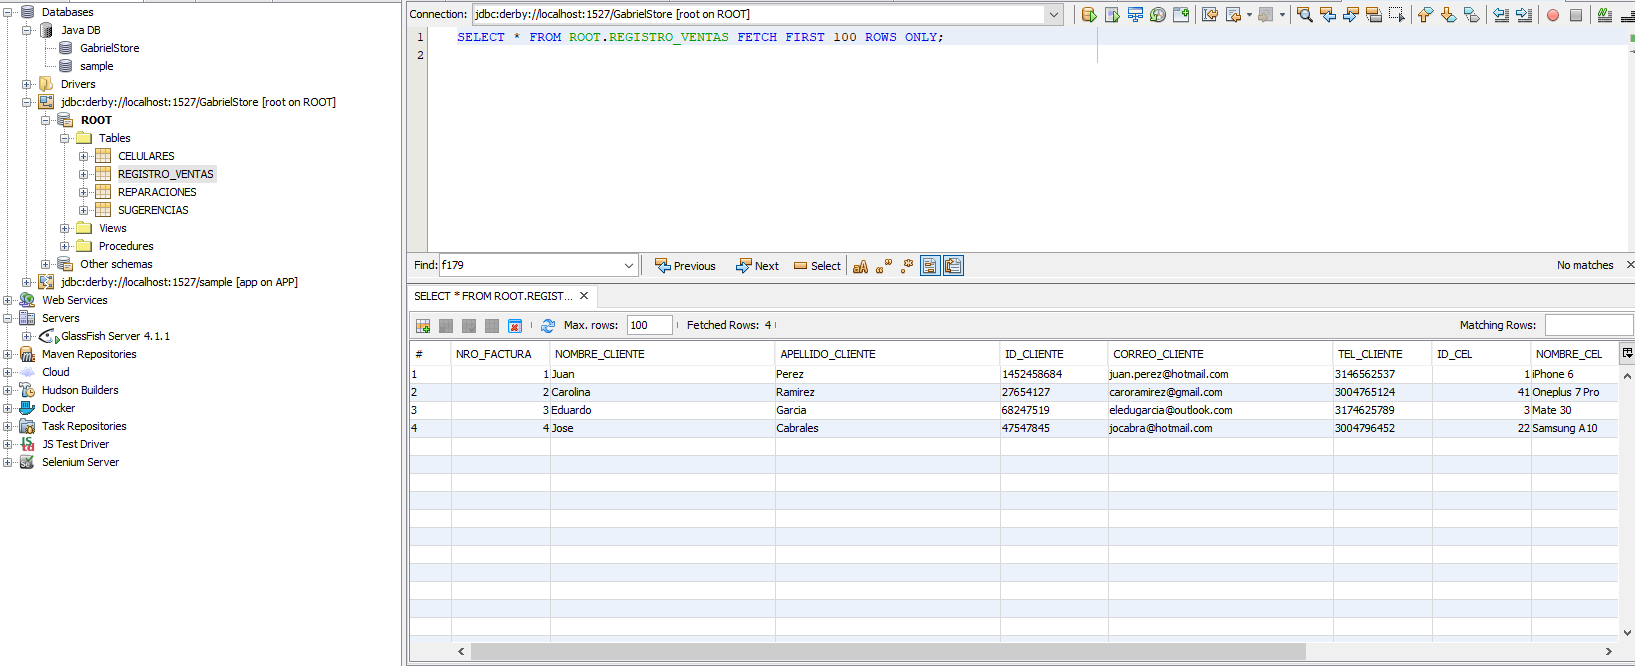 Databases
Java DB
GabrielStore
sample
Drivers
jdbc:derby://localhost:1527/GabrielStore [root on ROOT]
ROOT
Tables
CELULARES
REGISTRO_VENTAS
REPARACIONES
SUGERENCIAS
Views
Procedures
Other schemas
jdbc:derby://localhost:1527/sample [app on APP]
Web Services
Servers
GlassFish Server 4.1.1
Maven Repositories
Cloud
Hudson Builders
Docker
Task Repositories
JS Test Driver
Selenium Server
Connection: jdbc:derby://localhost:1527/GabrielStore [root on ROOT]
1 SELECT * FROM ROOT.REGISTRO_VENTAS FETCH FIRST 100 ROWS ONLY;
2
Find: f179 Previous Next Select No matches
SELECT * FROM ROOT.REGIST...
Max. rows: 100 Fetched Rows: 4 Matching Rows:
# NRO_FACTURA NOMBRE_CLIENTE APELLIDO_CLIENTE ID_CLIENTE CORREO_CLIENTE TEL_CLIENTE ID_CEL NOMBRE_CEL
1 1 Juan Perez 1452458684 juan.perez@hotmail.com 3146562537 1 iPhone 6
2 2 Carolina Ramirez 27654127 caroramirez@gmail.com 3004765124 41 Oneplus 7 Pro
3 3 Eduardo Garcia 68247519 eledugarcia@outlook.com 3174625789 3 Mate 30
4 4 Jose Cabrales 47547845 jocabra@hotmail.com 3004796452 22 Samsung A10